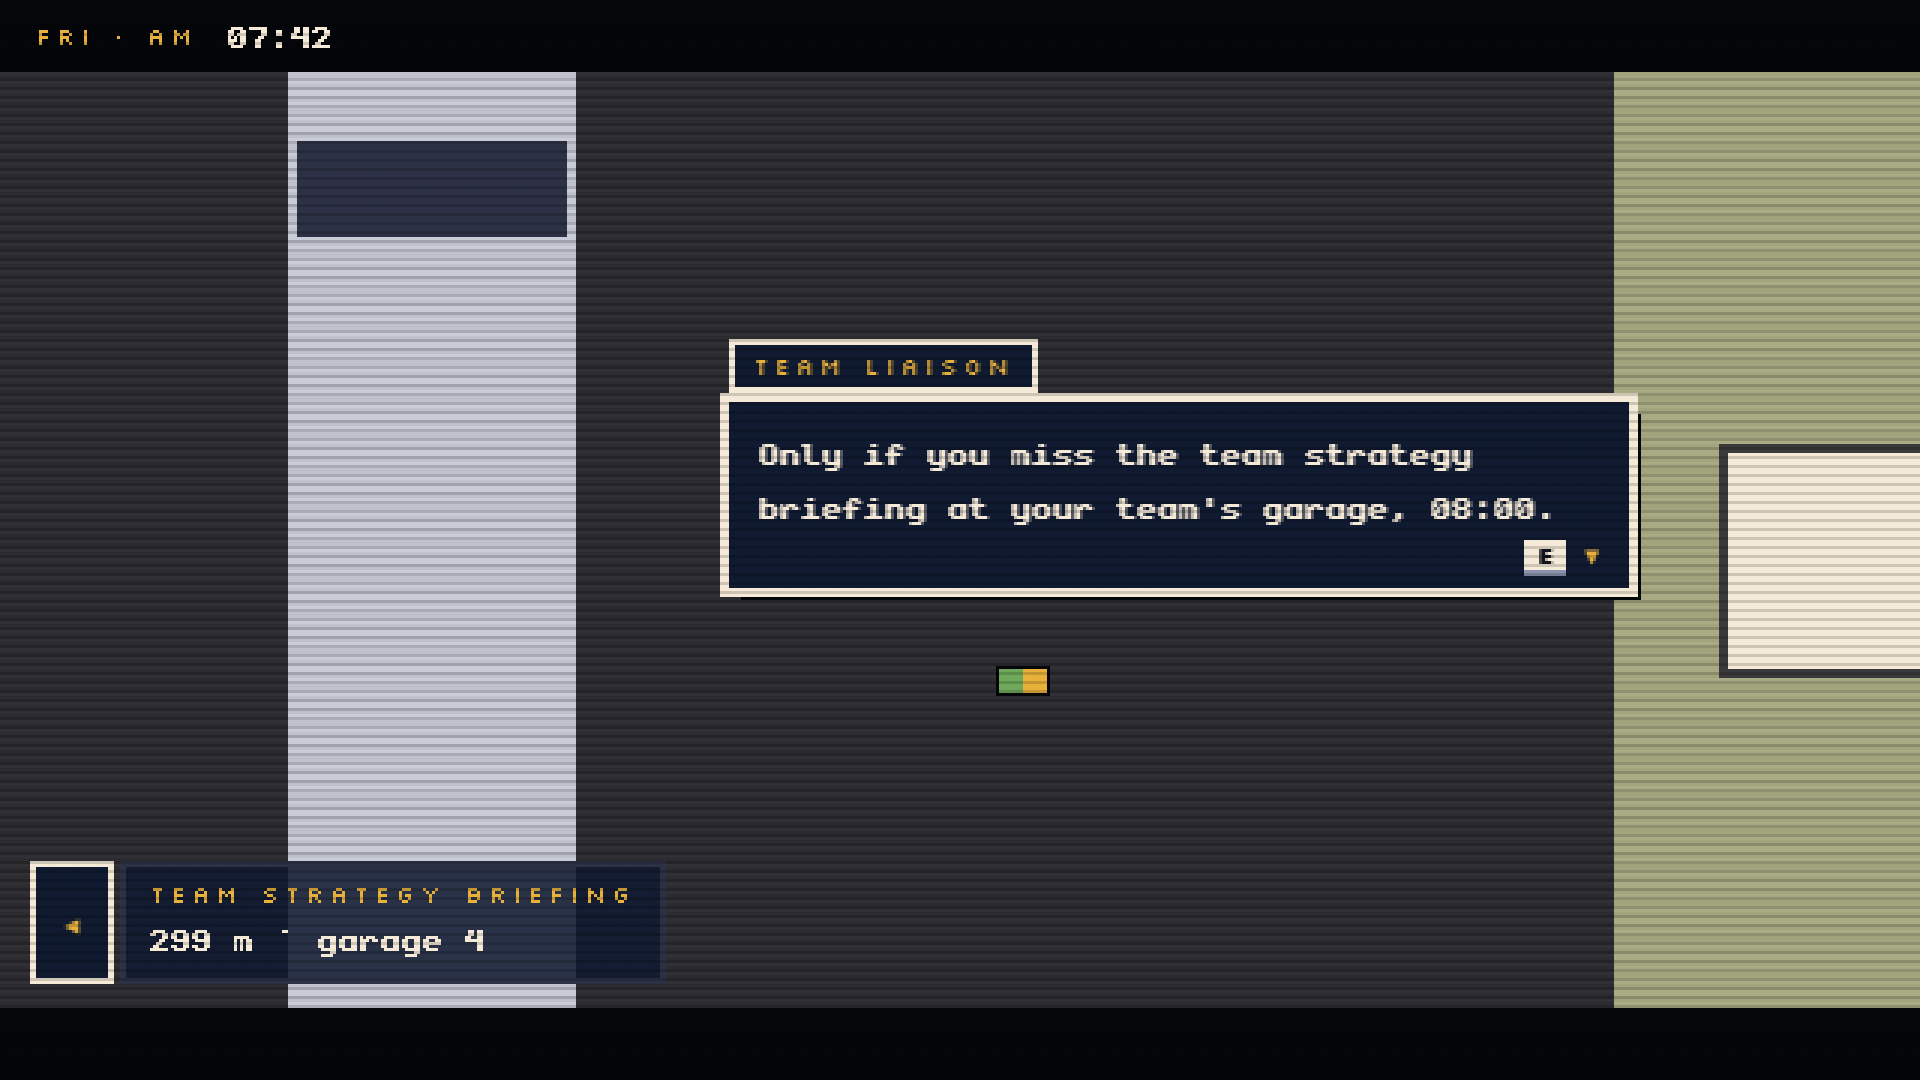 FRI · AM 07:42
TEAM LIAISON
Only if you miss the team strategy
briefing at your team's garage, 08:00.
E
TEAM STRATEGY BRIEFING
299 m garage 4